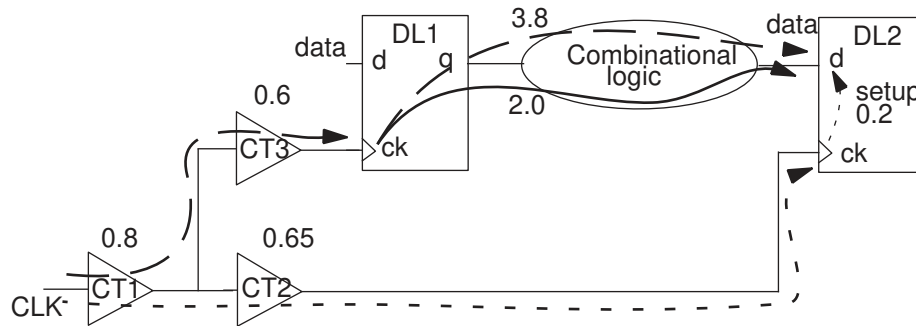 3.8
data
DL1
data
DL2
d
q
Combinational
logic
d
0.6
2.0
setup
0.2
CT3
ck
ck
0.8
0.65
CT1
CT2
CLK